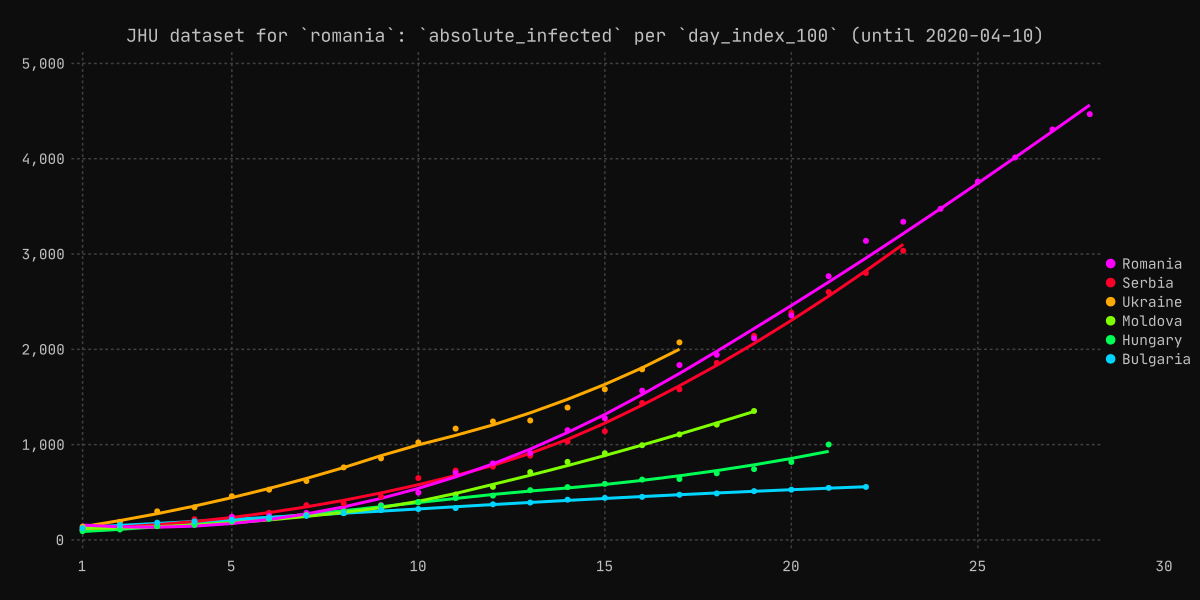 JHU dataset for `romania`: `absolute_infected` per `day_index_100` (until 2020-04-10)
5,000
4,000
3,000
2,000
1,000
0
1 5 10 15 20 25 30
Romania
Serbia
Ukraine
Moldova
Hungary
Bulgaria